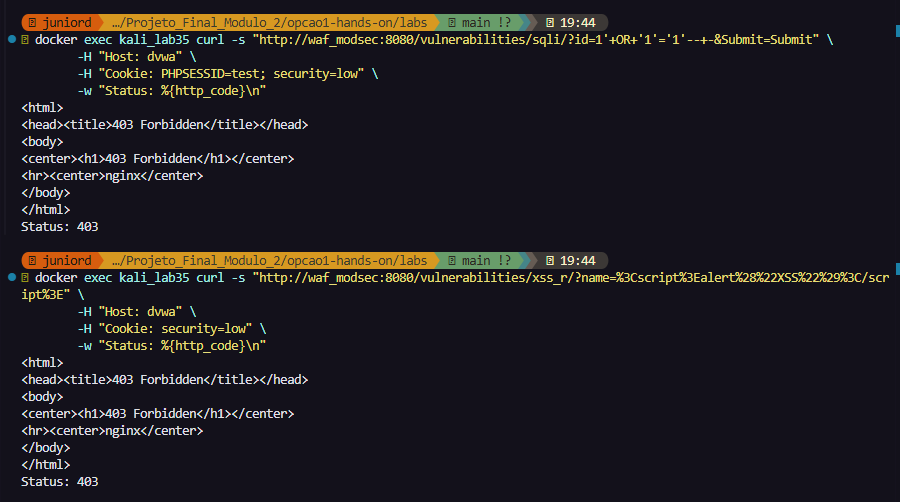 juniord …/Projeto_Final_Modulo_2/opcao1-hands-on/labs main !? 19:44
docker exec kali_lab35 curl -s "http://waf_modsec:8080/vulnerabilities/sqli/?id=1'+OR+'1'='1'--+-&Submit=Submit" \
-H "Host: dvwa" \
-H "Cookie: PHPSESSID=test; security=low" \
-w "Status: %{http_code}\n"
<html>
<head><title>403 Forbidden</title></head>
<body>
<center><h1>403 Forbidden</h1></center>
<hr><center>nginx</center>
</body>
</html>
Status: 403
juniord …/Projeto_Final_Modulo_2/opcao1-hands-on/labs main !? 19:44
docker exec kali_lab35 curl -s "http://waf_modsec:8080/vulnerabilities/xss_r/?name=%3Cscript%3Ealert%28%22XSS%22%29%3C/scr
ipt%3E" \
-H "Host: dvwa" \
-H "Cookie: security=low" \
-w "Status: %{http_code}\n"
<html>
<head><title>403 Forbidden</title></head>
<body>
<center><h1>403 Forbidden</h1></center>
<hr><center>nginx</center>
</body>
</html>
Status: 403